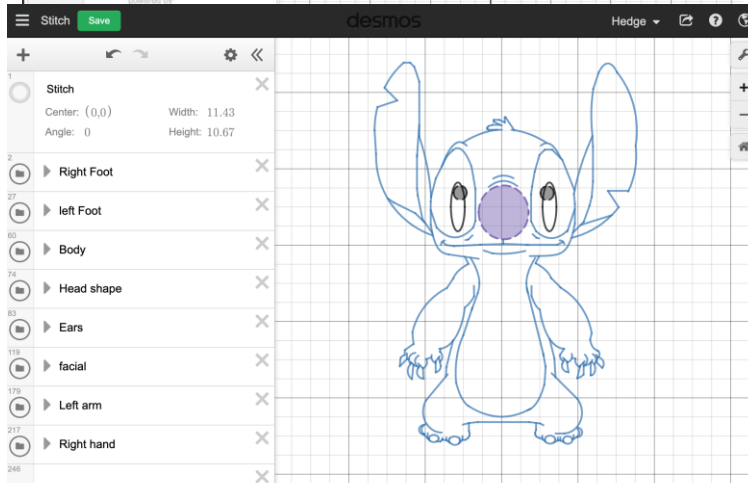 Stitch Save desmos Hedge
1
Stitch
Center: (0,0) Width: 11.43
Angle: 0 Height: 10.67
2
Right Foot
27
left Foot
60
Body
74
Head shape
83
Ears
119
facial
179
Left arm
217
Right hand
246